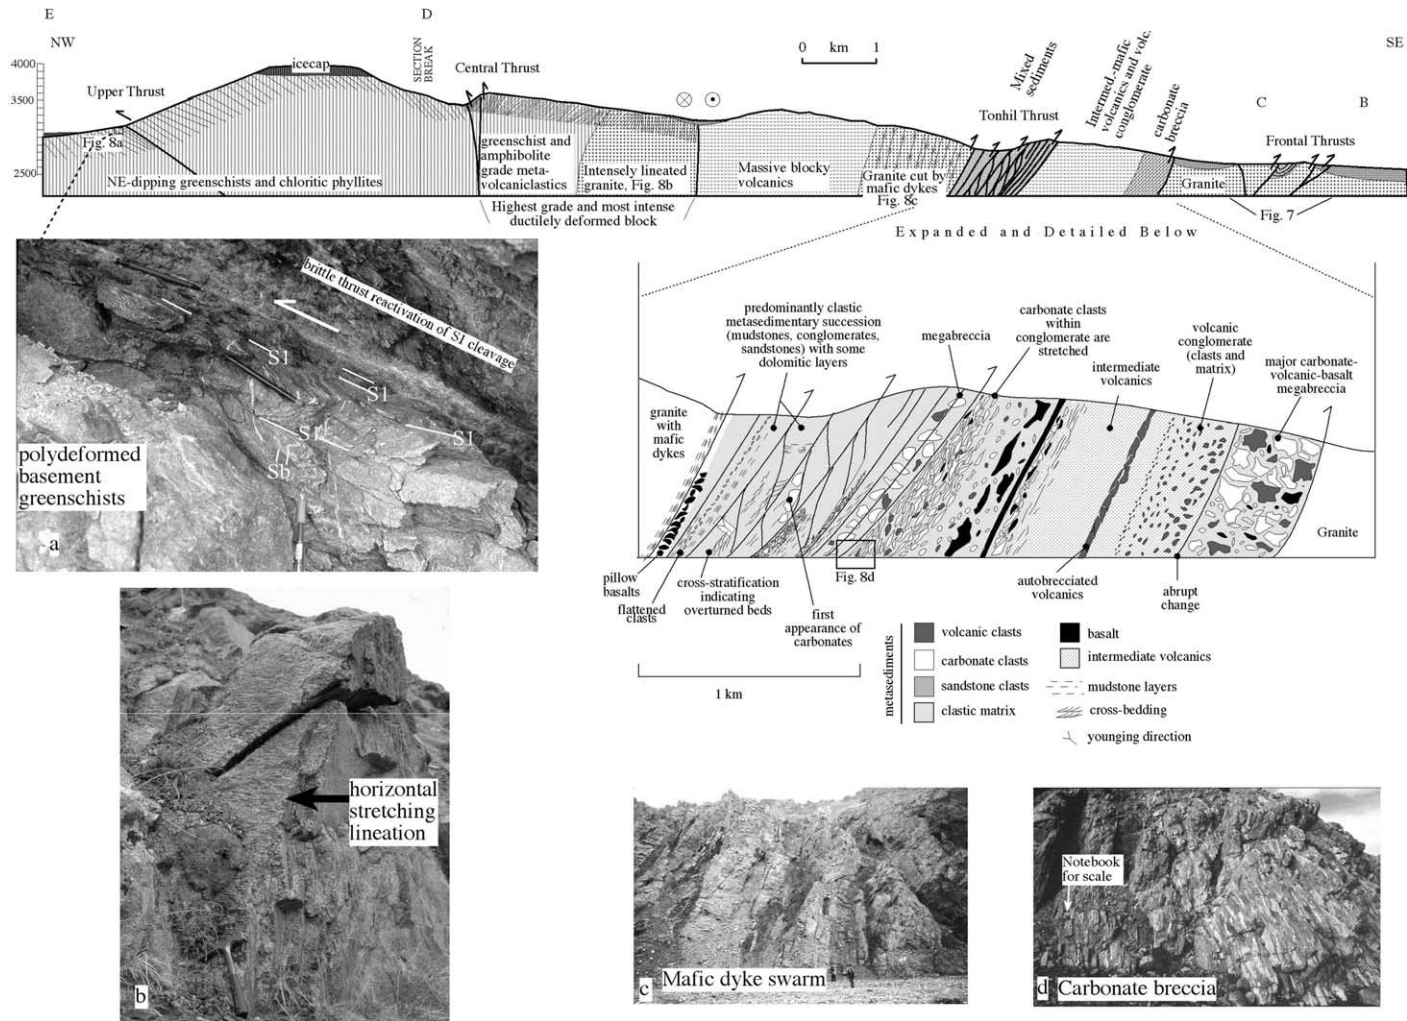 E
D
NW
SE
4000
3500
2500
Upper Thrust
icecap
SECTION
BREAK
Central Thrust
0 km 1
Mixed
sediments
Tonhil Thrust
Intermed.-mafic
volcanics and volc.
conglomerate
carbonate
breccia
C
B
Frontal Thrusts
Fig. 8a
NE-dipping greenschists and chloritic phyllites
greenschist and
amphibolite
grade meta-
volcaniclastics
Intensely lineated
granite, Fig. 8b
Massive blocky
volcanics
Granite cut by
mafic dykes
Fig. 8c
Granite
Fig. 7
Highest grade and most intense
ductilely deformed block
Expanded and Detailed Below
brittle thrust reactivation of S1 cleavage
S1
S1
S1
S1
Sb
polydeformed
basement
greenschists
a
predominantly clastic
metasedimentary succession
(mudstones, conglomerates,
sandstones) with some
dolomitic layers
megabreccia
carbonate clasts
within
conglomerate are
stretched
intermediate
volcanics
volcanic
conglomerate
(clasts and
matrix)
major carbonate-
volcanic-basalt
megabreccia
granite
with
mafic
dykes
Granite
pillow
basalts
flattened
clasts
cross-stratification
indicating
overturned beds
first
appearance of
carbonates
Fig. 8d
autobrecciated
volcanics
abrupt
change
1 km
metasediments
volcanic clasts
carbonate clasts
sandstone clasts
clastic matrix
basalt
intermediate volcanics
mudstone layers
cross-bedding
younging direction
horizontal
stretching
lineation
b
c
Mafic dyke swarm
Notebook
for scale
d
Carbonate breccia